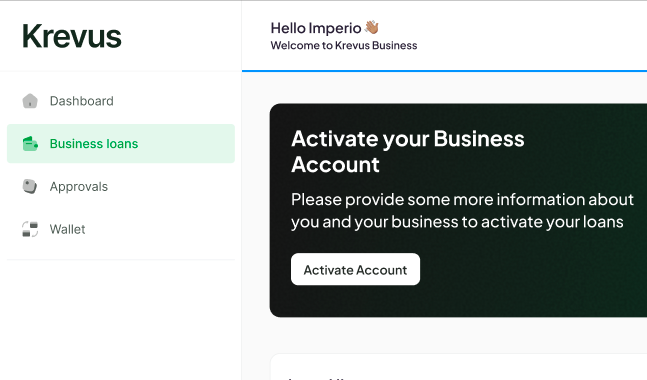 Krevus
Hello Imperio 👋🏽
Welcome to Krevus Business
Dashboard
Business loans
Approvals
Wallet
Activate your Business
Account
Please provide some more information about
you and your business to activate your loans
Activate Account